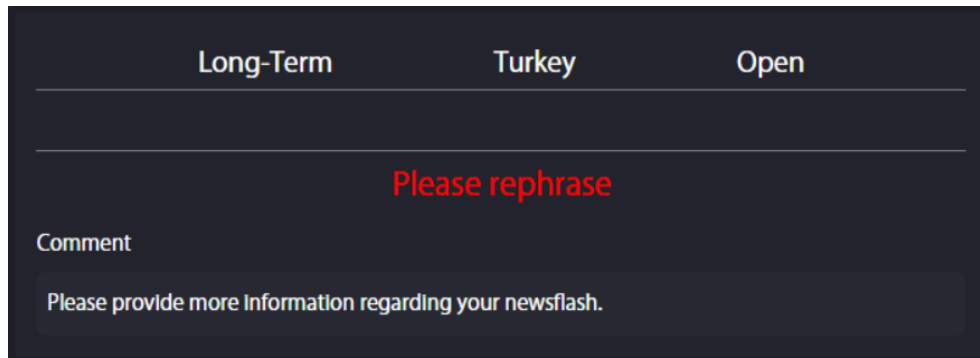 Long-Term Turkey Open
Please rephrase
Comment
Please provide more information regarding your newsflash.